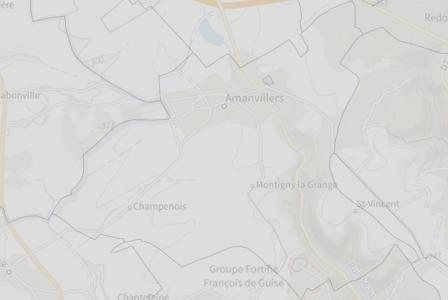 Amanvillers
Montigny la Grange
St-Vincent
Champenois
Groupe Fortifié
François de Guise